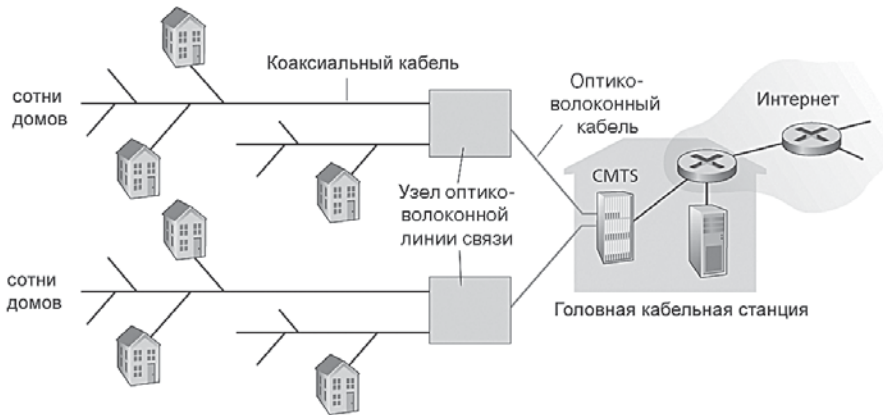 Коаксиальный кабель
сотни
домов
Оптико-
волоконный
кабель
Интернет
CMTS
Узел оптико-
волоконной
линии связи
сотни
домов
Головная кабельная станция